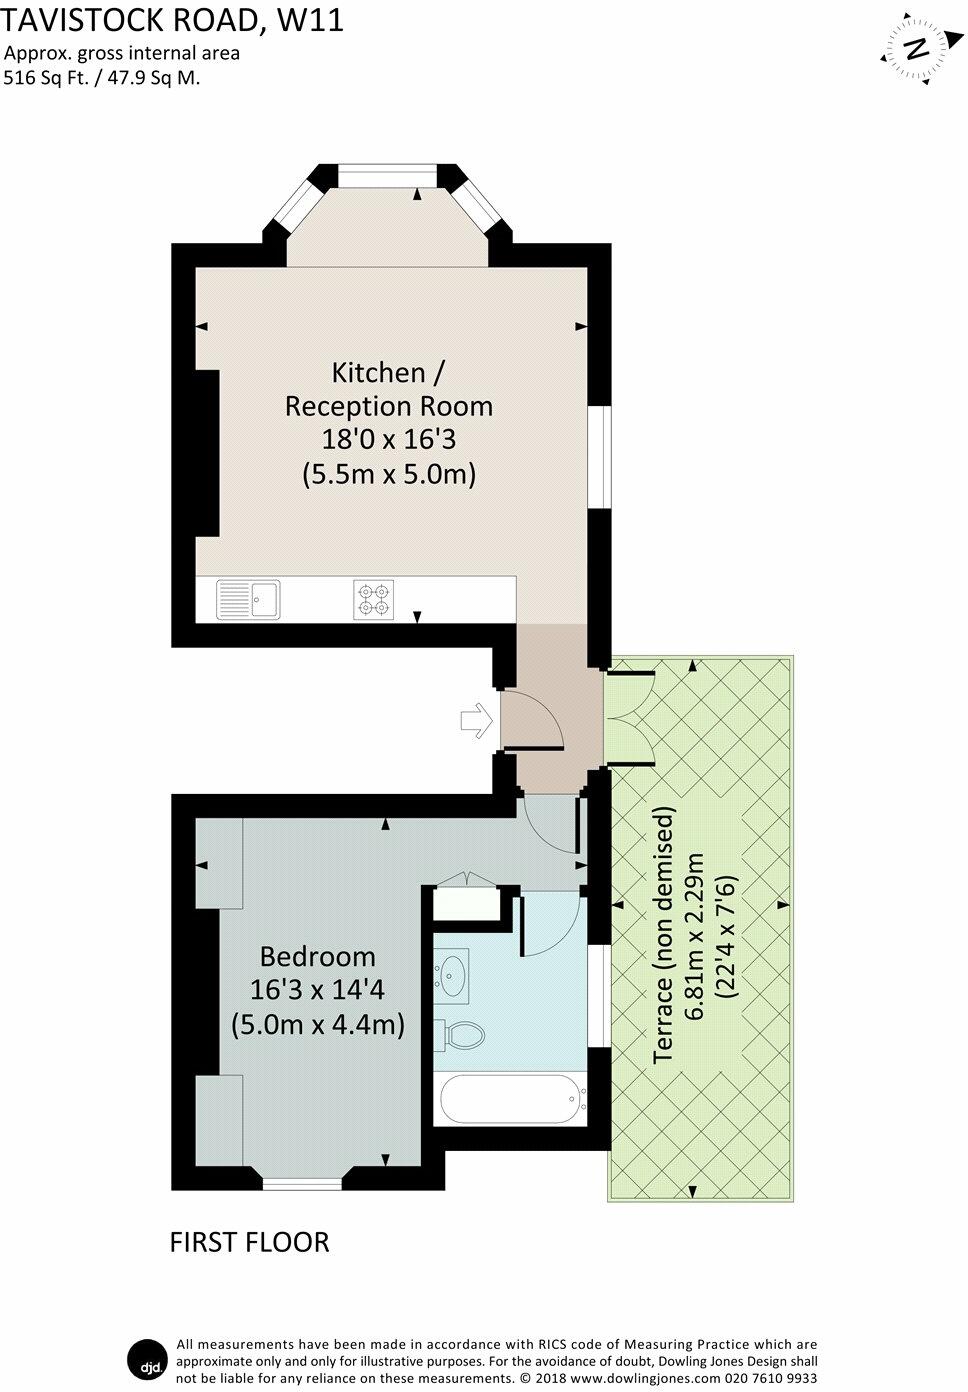 TAVISTOCK ROAD, W11
Approx. gross internal area
516 Sq Ft. / 47.9 Sq M.
N
Kitchen /
Reception Room
18'0 x 16'3
(5.5m x 5.0m)
Terrace (non demised)
6.81m x 2.29m
(22'4 x 7'6)
Bedroom
16'3 x 14'4
(5.0m x 4.4m)
FIRST FLOOR
djd.
All measurements have been made in accordance with RICS code of Measuring Practice which are
approximate only and only for illustrative purposes. For the avoidance of doubt, Dowling Jones Design shall
not be liable for any reliance on these measurements. © 2018 www.dowlingjones.com 020 7610 9933